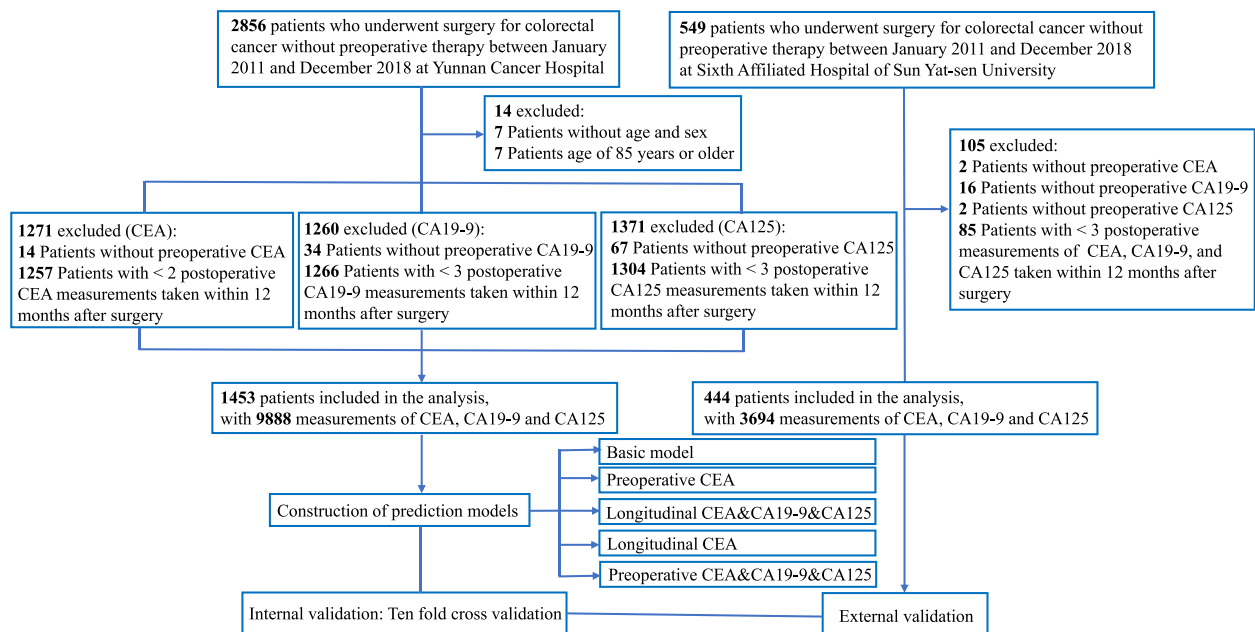 2856 patients who underwent surgery for colorectal
cancer without preoperative therapy between January
2011 and December 2018 at Yunnan Cancer Hospital
549 patients who underwent surgery for colorectal cancer without
preoperative therapy between January 2011 and December 2018
at Sixth Affiliated Hospital of Sun Yat-sen University
14 excluded:
7 Patients without age and sex
7 Patients age of 85 years or older
105 excluded:
2 Patients without preoperative CEA
16 Patients without preoperative CA19-9
2 Patients without preoperative CA125
85 Patients with < 3 postoperative
measurements of CEA, CA19-9, and
CA125 taken within 12 months after
surgery
1271 excluded (CEA):
14 Patients without preoperative CEA
1257 Patients with < 2 postoperative
CEA measurements taken within 12
months after surgery
1260 excluded (CA19-9):
34 Patients without preoperative CA19-9
1266 Patients with < 3 postoperative
CA19-9 measurements taken within 12
months after surgery
1371 excluded (CA125):
67 Patients without preoperative CA125
1304 Patients with < 3 postoperative
CA125 measurements taken within 12
months after surgery
1453 patients included in the analysis,
with 9888 measurements of CEA, CA19-9 and CA125
444 patients included in the analysis,
with 3694 measurements of CEA, CA19-9 and CA125
Construction of prediction models
Basic model
Preoperative CEA
Longitudinal CEA&CA19-9&CA125
Longitudinal CEA
Preoperative CEA&CA19-9&CA125
Internal validation: Ten fold cross validation
External validation